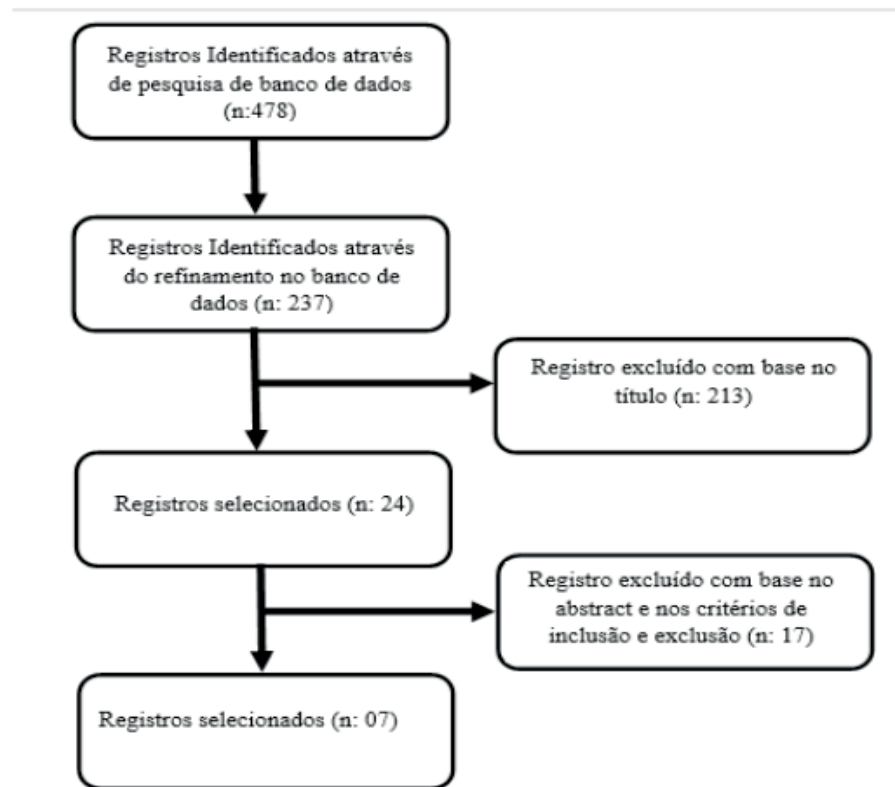 Registros Identificados através
de pesquisa de banco de dados
(n:478)
Registros Identificados através
do refinamento no banco de
dados (n: 237)
Registro excluído com base no
título (n: 213)
Registros selecionados (n: 24)
Registro excluído com base no
abstract e nos critérios de
inclusão e exclusão (n: 17)
Registros selecionados (n: 07)